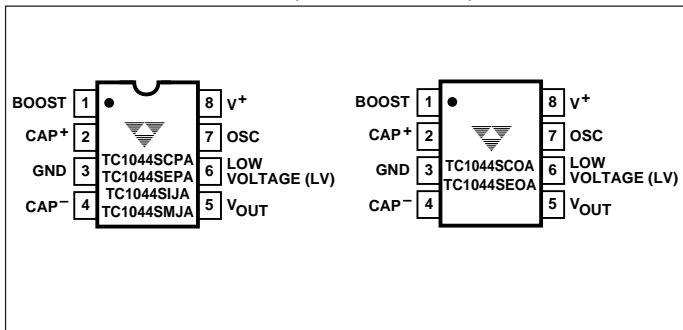 BOOST 1 8 V+
CAP+ 2 7 OSC
GND 3 6 LOW VOLTAGE (LV)
CAP– 4 5 VOUT
TC1044SCPA
TC1044SEPA
TC1044SIJA
TC1044SMJA
BOOST 1 8 V+
CAP+ 2 7 OSC
GND 3 6 LOW VOLTAGE (LV)
CAP– 4 5 VOUT
TC1044SCOA
TC1044SEOA